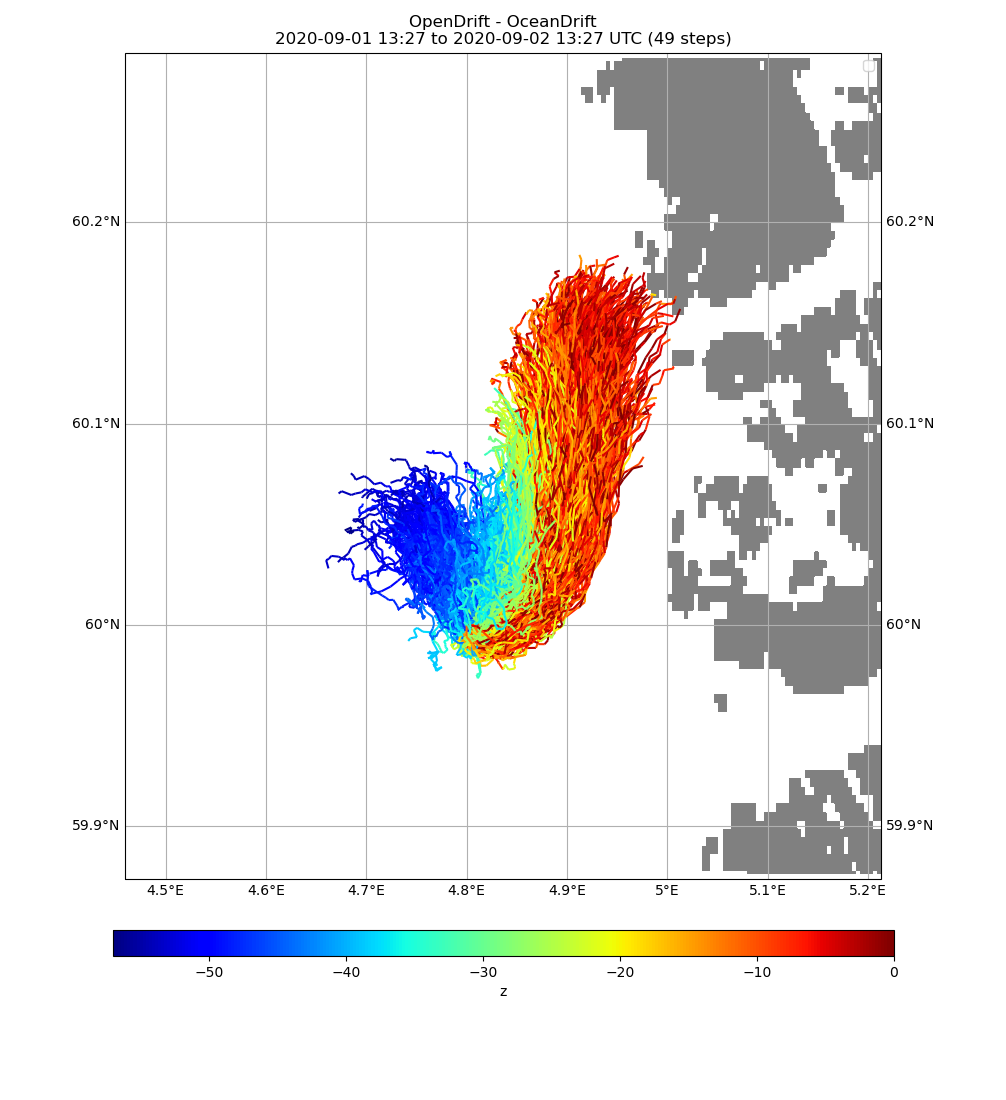 OpenDrift - OceanDrift
2020-09-01 13:27 to 2020-09-02 13:27 UTC (49 steps)
60.2°N 60.2°N
60.1°N 60.1°N
60°N 60°N
59.9°N 59.9°N
4.5°E 4.6°E 4.7°E 4.8°E 4.9°E 5°E 5.1°E 5.2°E
−50 −40 −30 −20 −10 0
z